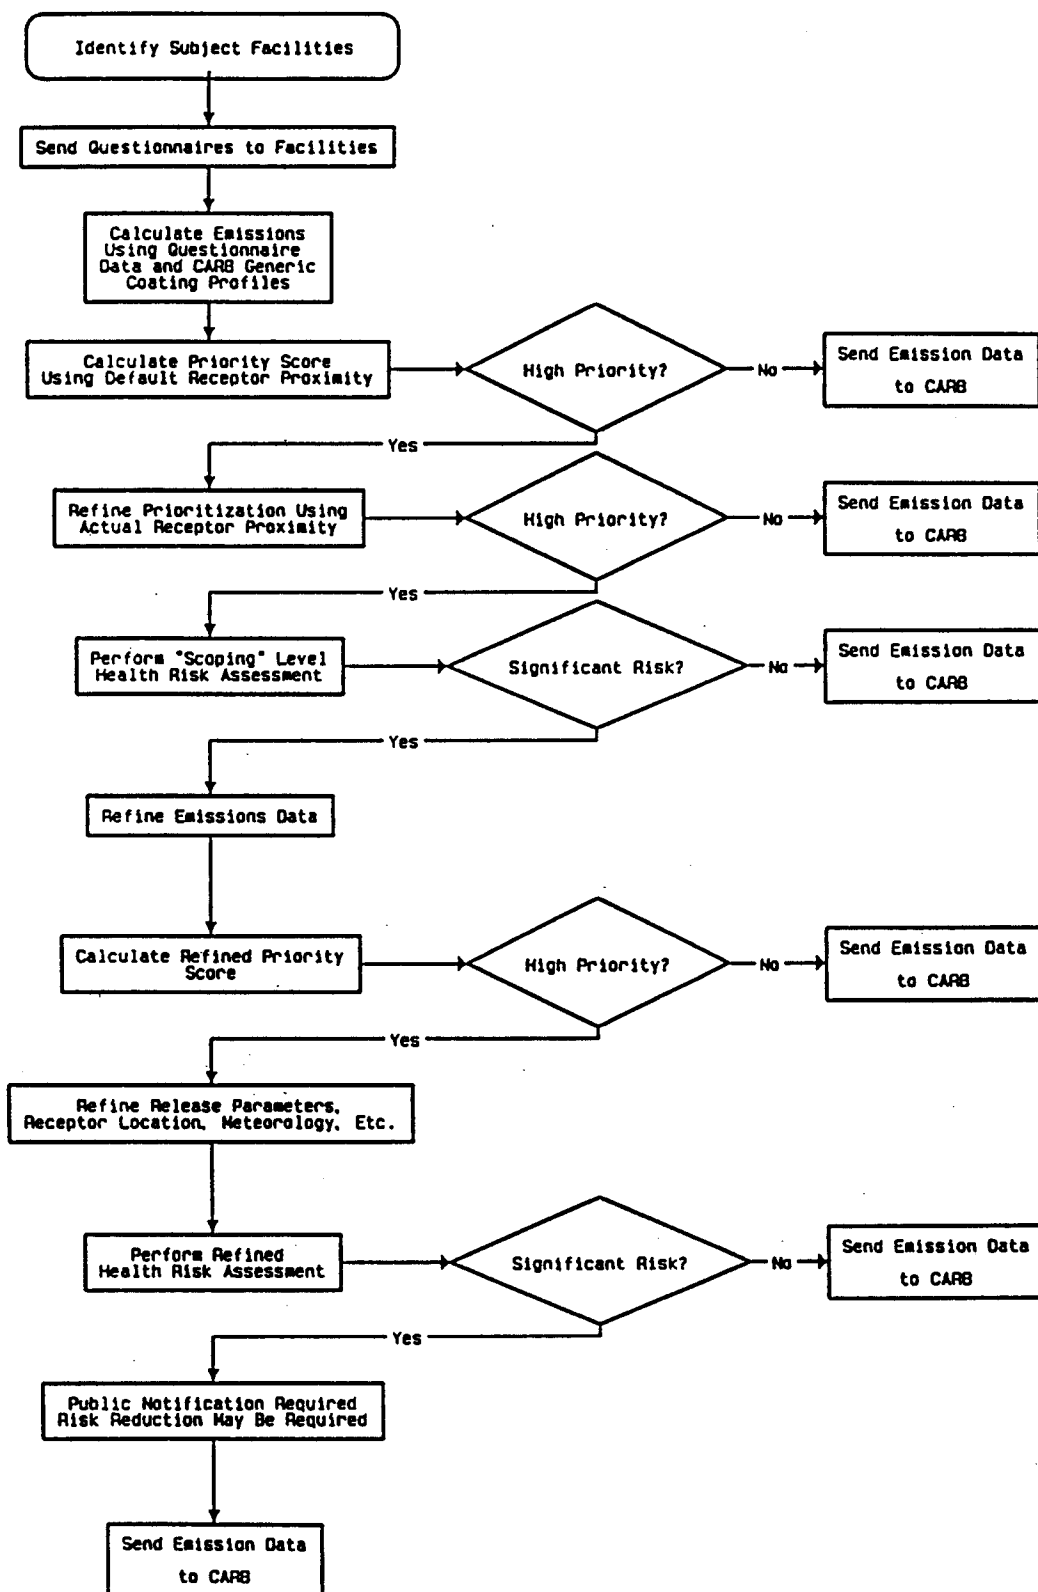 Identify Subject Facilities
Send Questionnaires to Facilities
Calculate Emissions
Using Questionnaire
Data and CARB Generic
Coating Profiles
Calculate Priority Score
Using Default Receptor Proximity
High Priority?
No
Send Emission Data
to CARB
Yes
Refine Prioritization Using
Actual Receptor Proximity
High Priority?
No
Send Emission Data
to CARB
Yes
Perform "Scoping" Level
Health Risk Assessment
Significant Risk?
No
Send Emission Data
to CARB
Yes
Refine Emissions Data
Calculate Refined Priority
Score
High Priority?
No
Send Emission Data
to CARB
Yes
Refine Release Parameters,
Receptor Location, Meteorology, Etc.
Perform Refined
Health Risk Assessment
Significant Risk?
No
Send Emission Data
to CARB
Yes
Public Notification Required
Risk Reduction May Be Required
Send Emission Data
to CARB